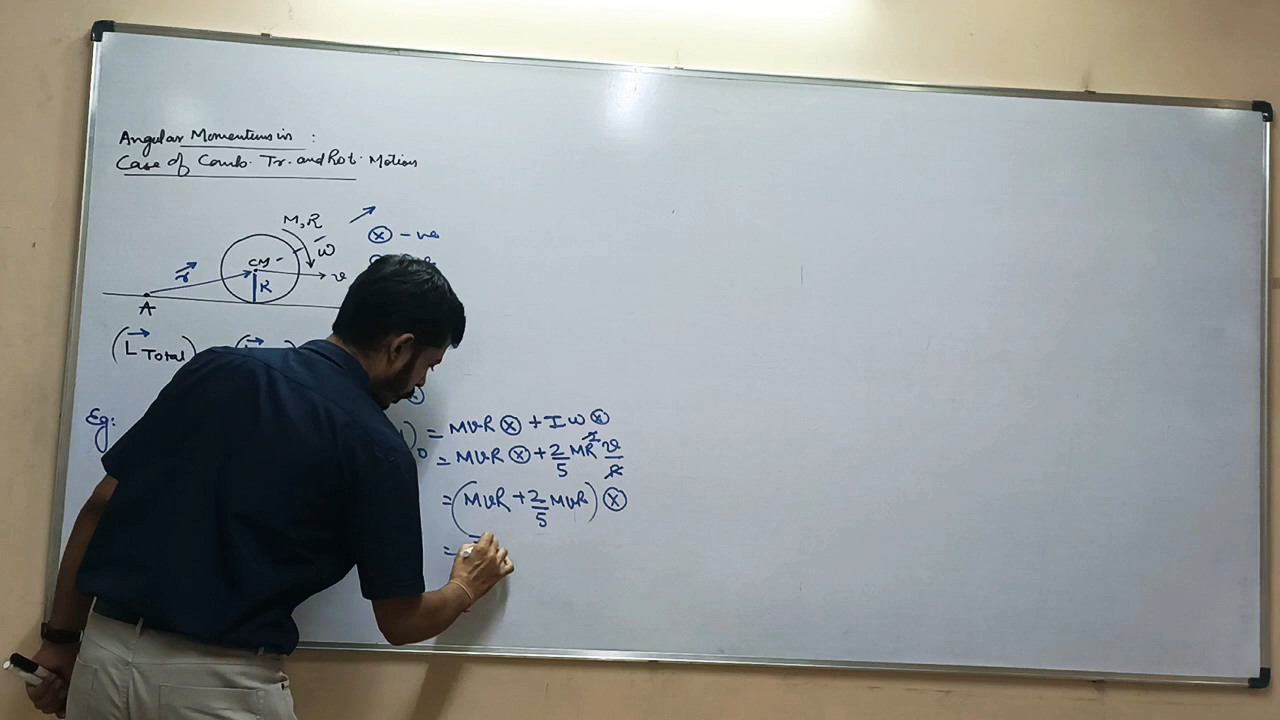 Angular Momentum in :
Case of Comb. Tr. and Rot. Motion
M, R
ω
⊗ - ve
CM
r
R
v
A
(L Total)
Eg:
= MvR ⊗ + I ω ⊗
= MvR ⊗ + 2/5 MR² v/R
= (MvR + 2/5 MvR) ⊗
=